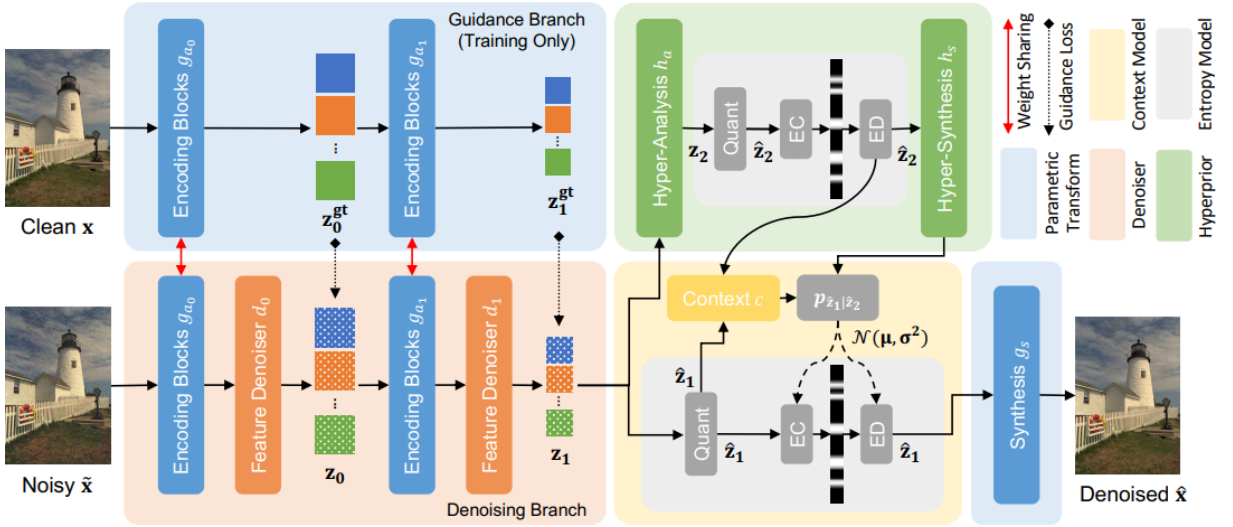 Guidance Branch
(Training Only)
Encoding Blocks g_{a_0}
Encoding Blocks g_{a_1}
⋮
⋮
z_0^{gt}
z_1^{gt}
Clean x
Hyper-Analysis h_a
z_2
Quant
ẑ_2
EC
ED
ẑ_2
Hyper-Synthesis h_s
Weight Sharing
Guidance Loss
Context Model
Entropy Model
Parametric
Transform
Denoiser
Hyperprior
Noisy x̃
Encoding Blocks g_{a_0}
Feature Denoiser d_0
⋮
z_0
Encoding Blocks g_{a_1}
Feature Denoiser d_1
⋮
z_1
Denoising Branch
Context c
p_{ẑ_1|ẑ_2}
𝒩(μ, σ²)
ẑ_1
Quant
ẑ_1
EC
ED
ẑ_1
Synthesis g_s
Denoised x̂